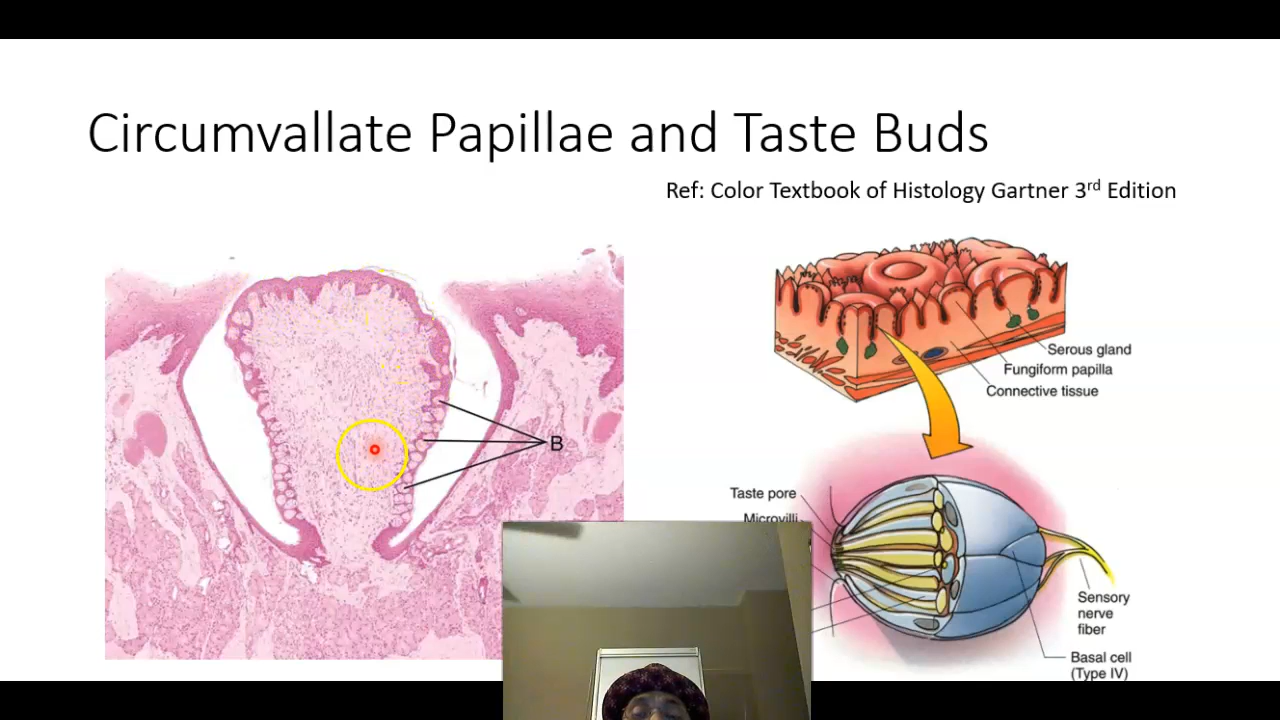 Circumvallate Papillae and Taste Buds
Ref: Color Textbook of Histology Gartner 3rd Edition
B
Serous gland
Fungiform papilla
Connective tissue
Taste pore
Microvilli
Sensory
nerve
fiber
Basal cell
(Type IV)